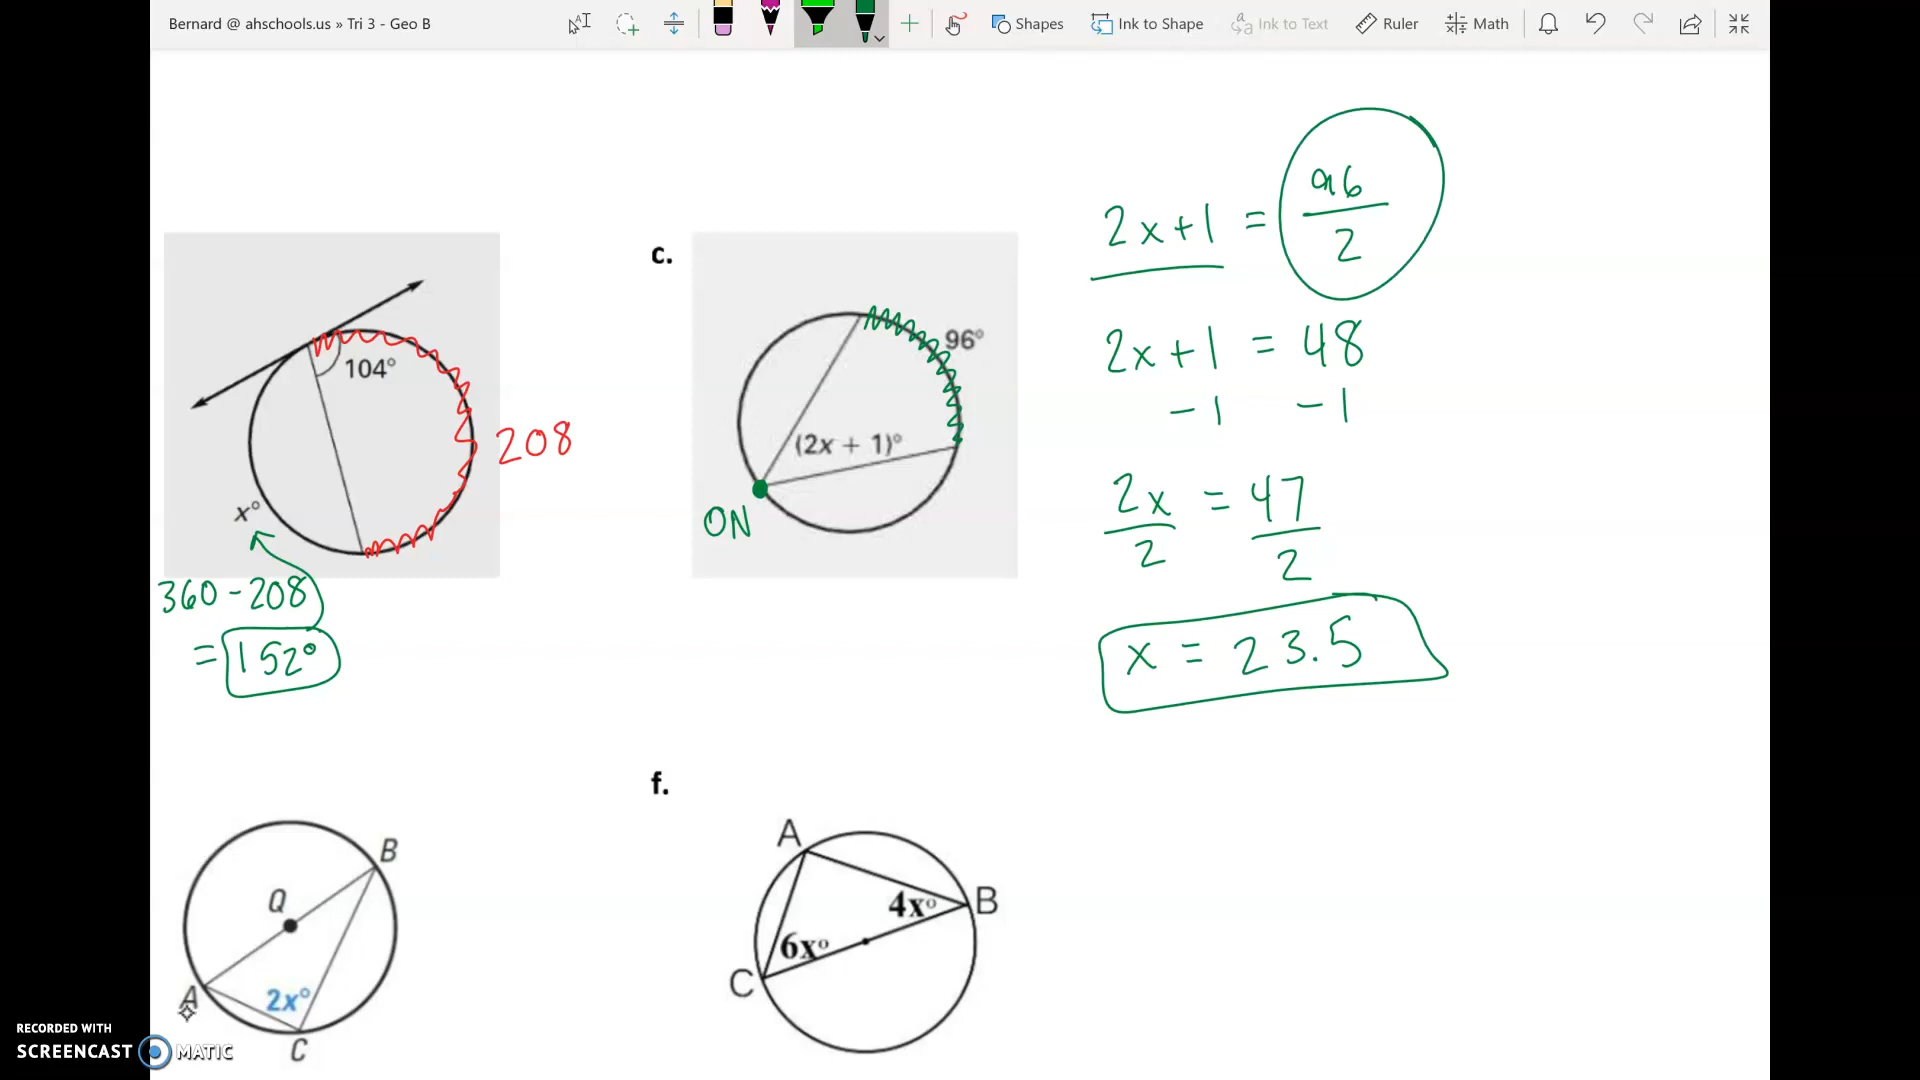 Bernard @ ahschools.us » Tri 3 - Geo B
Shapes
Ink to Shape
Ink to Text
Ruler
Math
104°
x°
208
360 - 208
= 152°
c.
96°
(2x + 1)°
ON
2x+1 = 96/2
2x+1 = 48
-1 -1
2x/2 = 47/2
x = 23.5
B
Q
A
2x°
C
f.
A
4x°
B
6x°
C
RECORDED WITH
SCREENCAST MATIC